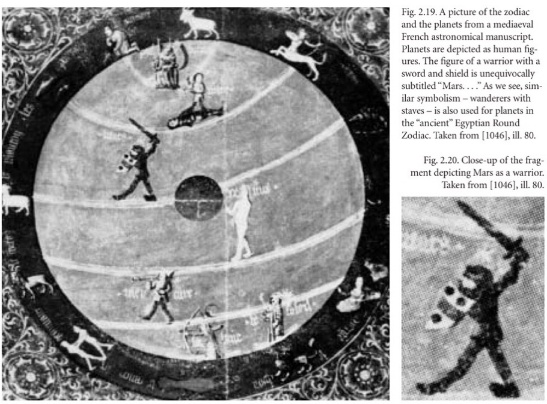 Fig. 2.19. A picture of the zodiac
and the planets from a mediaeval
French astronomical manuscript.
Planets are depicted as human fig-
ures. The figure of a warrior with a
sword and shield is unequivocally
subtitled “Mars. . . .” As we see, sim-
ilar symbolism – wanderers with
staves – is also used for planets in
the “ancient” Egyptian Round
Zodiac. Taken from [1046], ill. 80.
Fig. 2.20. Close-up of the frag-
ment depicting Mars as a warrior.
Taken from [1046], ill. 80.